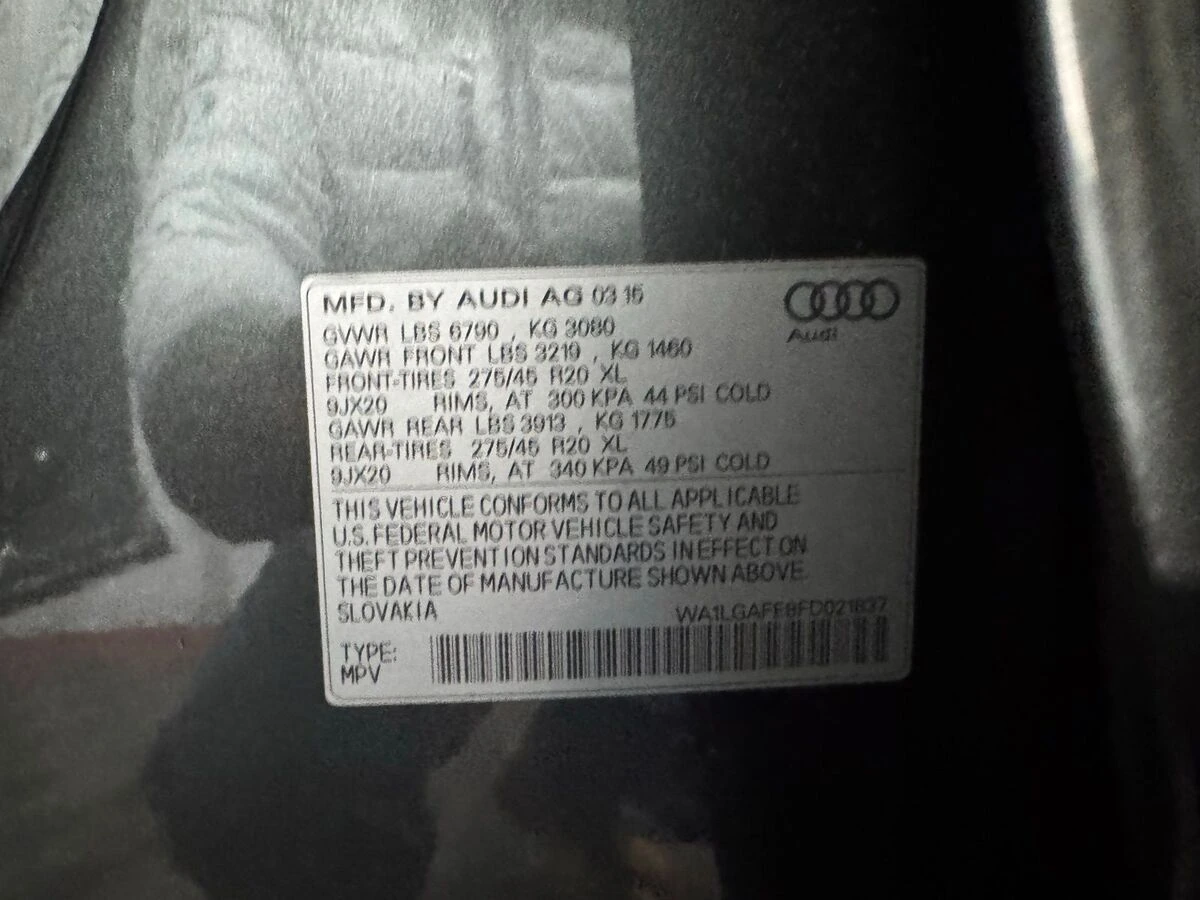 MFD. BY AUDI AG 03 15
Audi
GVWR LBS 6790 , KG 3080
GAWR FRONT LBS 3219 , KG 1460
FRONT-TIRES 275/45 R20 XL
9JX20 RIMS, AT 300 KPA 44 PSI COLD
GAWR REAR LBS 3913 , KG 1775
REAR-TIRES 275/45 R20 XL
9JX20 RIMS, AT 340 KPA 49 PSI COLD
THIS VEHICLE CONFORMS TO ALL APPLICABLE
U.S. FEDERAL MOTOR VEHICLE SAFETY AND
THEFT PREVENTION STANDARDS IN EFFECT ON
THE DATE OF MANUFACTURE SHOWN ABOVE.
SLOVAKIA WA1LGAFE8FD021837
TYPE:
MPV